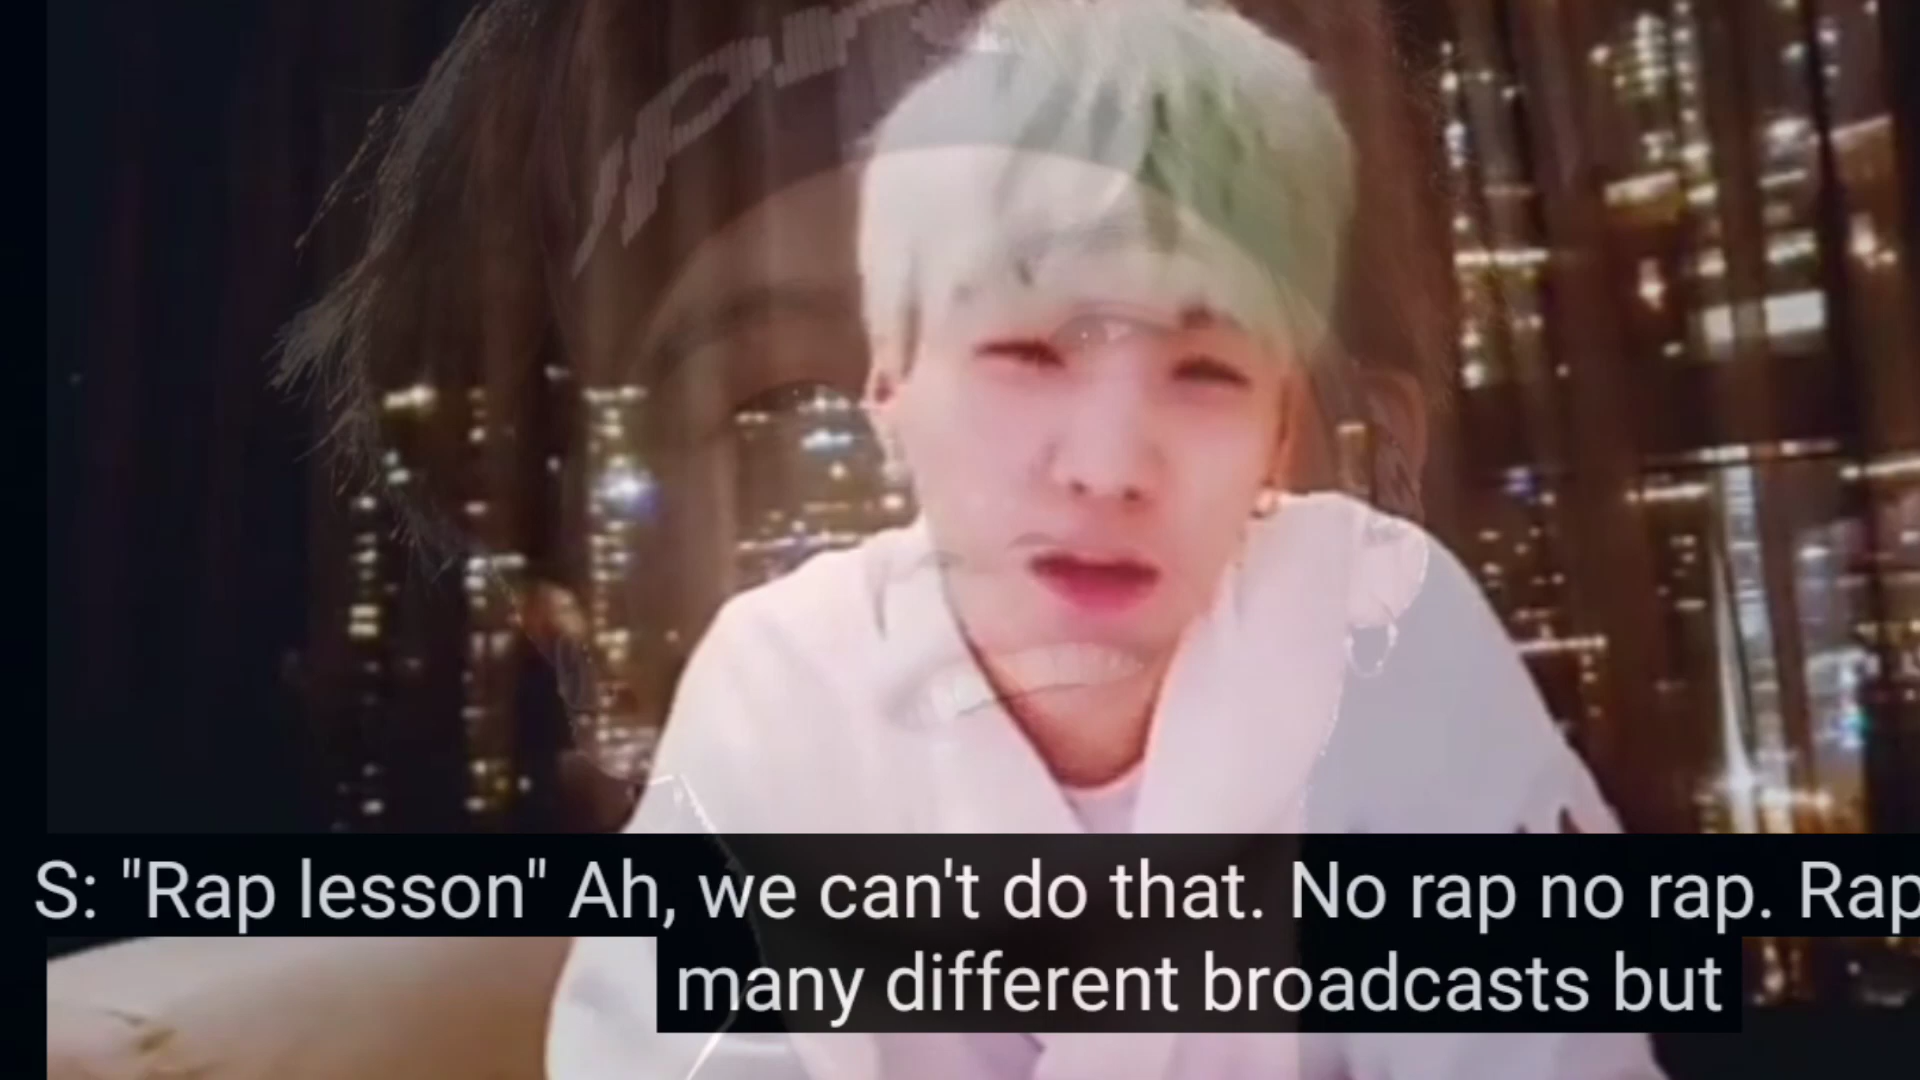 S: "Rap lesson" Ah, we can't do that. No rap no rap. Rap
many different broadcasts but